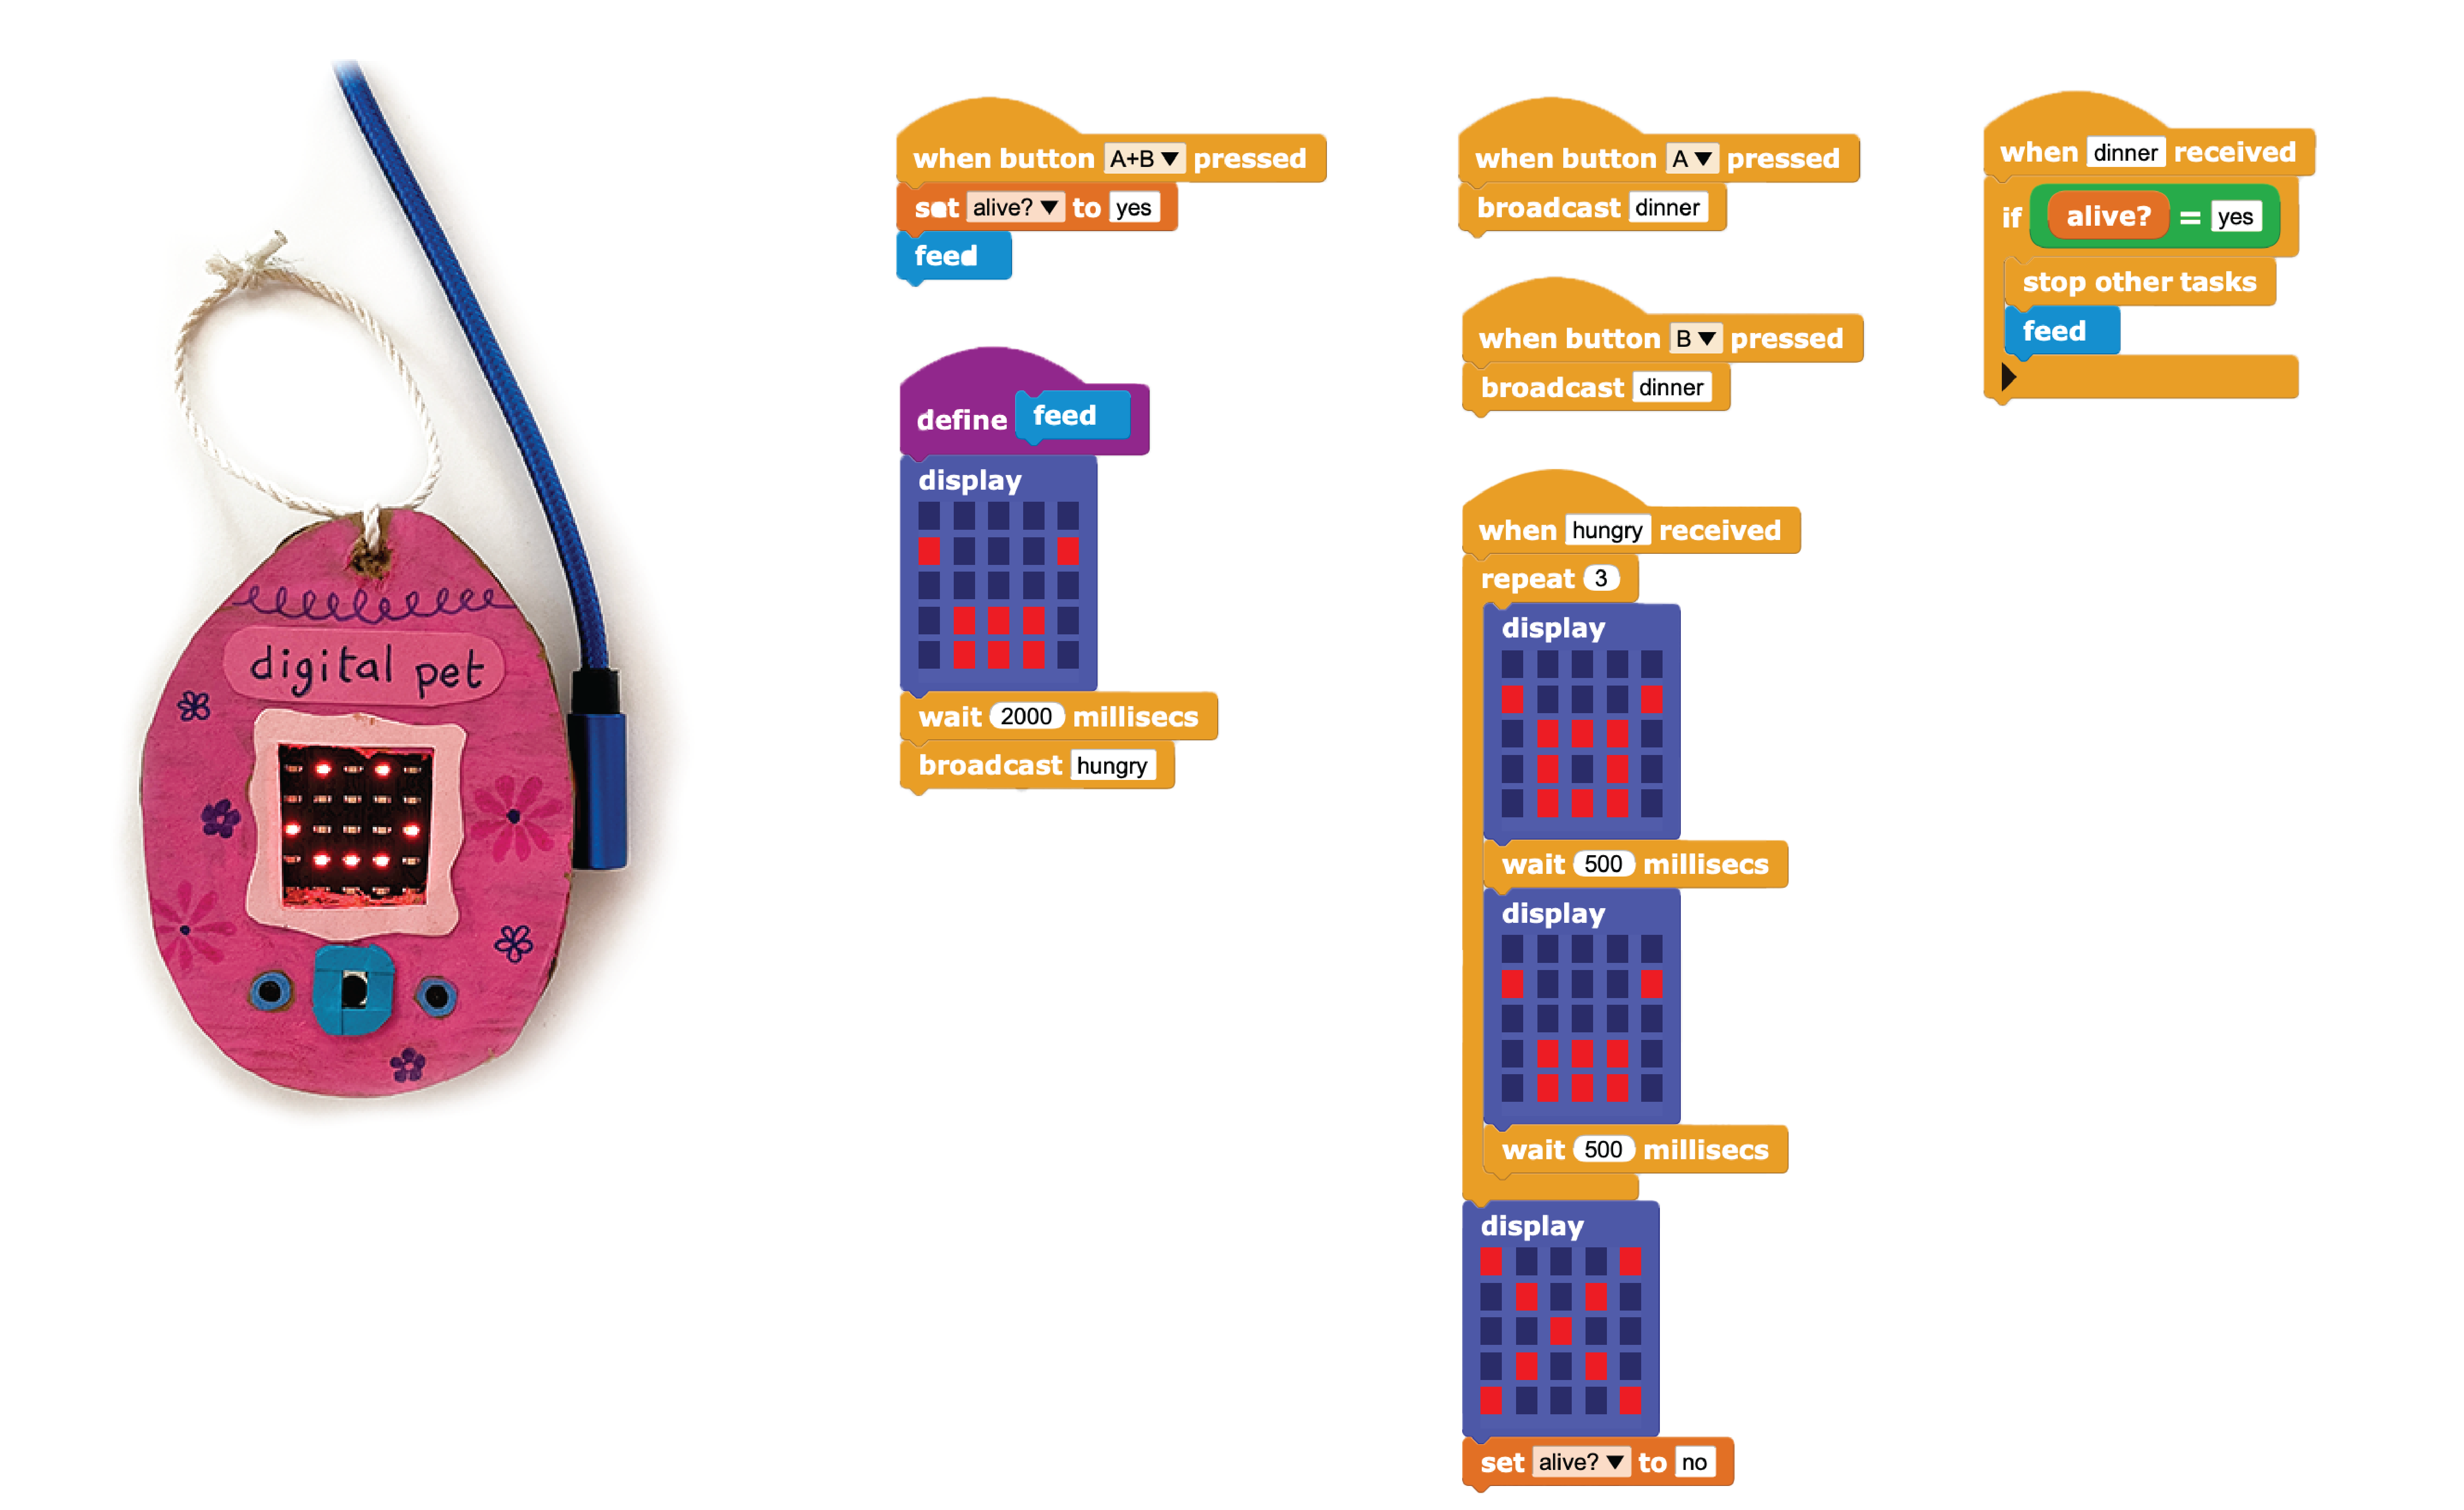 digital pet
when button A+B pressed
set alive? to yes
feed
define feed
display
wait 2000 millisecs
broadcast hungry
when button A pressed
broadcast dinner
when button B pressed
broadcast dinner
when hungry received
repeat 3
display
wait 500 millisecs
display
wait 500 millisecs
display
set alive? to no
when dinner received
if alive? = yes
stop other tasks
feed